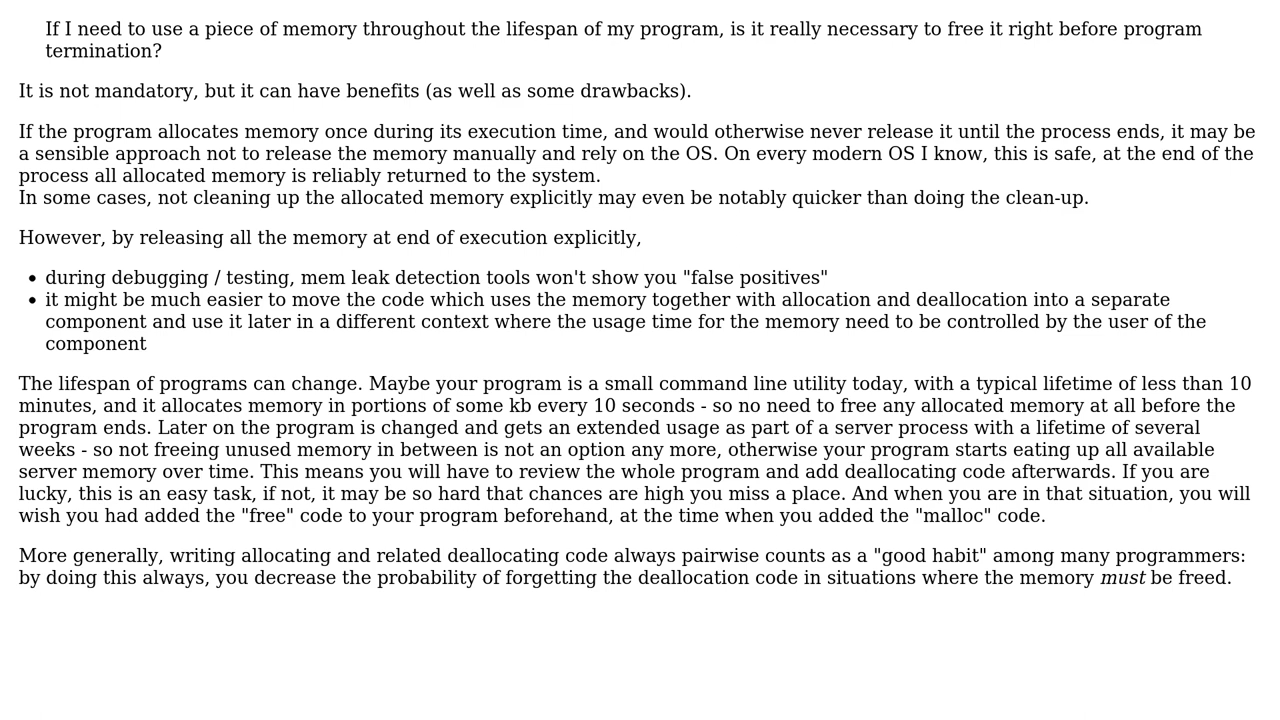 If I need to use a piece of memory throughout the lifespan of my program, is it really necessary to free it right before program
termination?
It is not mandatory, but it can have benefits (as well as some drawbacks).
If the program allocates memory once during its execution time, and would otherwise never release it until the process ends, it may be
a sensible approach not to release the memory manually and rely on the OS. On every modern OS I know, this is safe, at the end of the
process all allocated memory is reliably returned to the system.
In some cases, not cleaning up the allocated memory explicitly may even be notably quicker than doing the clean-up.
However, by releasing all the memory at end of execution explicitly,
• during debugging / testing, mem leak detection tools won't show you "false positives"
• it might be much easier to move the code which uses the memory together with allocation and deallocation into a separate
component and use it later in a different context where the usage time for the memory need to be controlled by the user of the
component
The lifespan of programs can change. Maybe your program is a small command line utility today, with a typical lifetime of less than 10
minutes, and it allocates memory in portions of some kb every 10 seconds - so no need to free any allocated memory at all before the
program ends. Later on the program is changed and gets an extended usage as part of a server process with a lifetime of several
weeks - so not freeing unused memory in between is not an option any more, otherwise your program starts eating up all available
server memory over time. This means you will have to review the whole program and add deallocating code afterwards. If you are
lucky, this is an easy task, if not, it may be so hard that chances are high you miss a place. And when you are in that situation, you will
wish you had added the "free" code to your program beforehand, at the time when you added the "malloc" code.
More generally, writing allocating and related deallocating code always pairwise counts as a "good habit" among many programmers:
by doing this always, you decrease the probability of forgetting the deallocation code in situations where the memory must be freed.